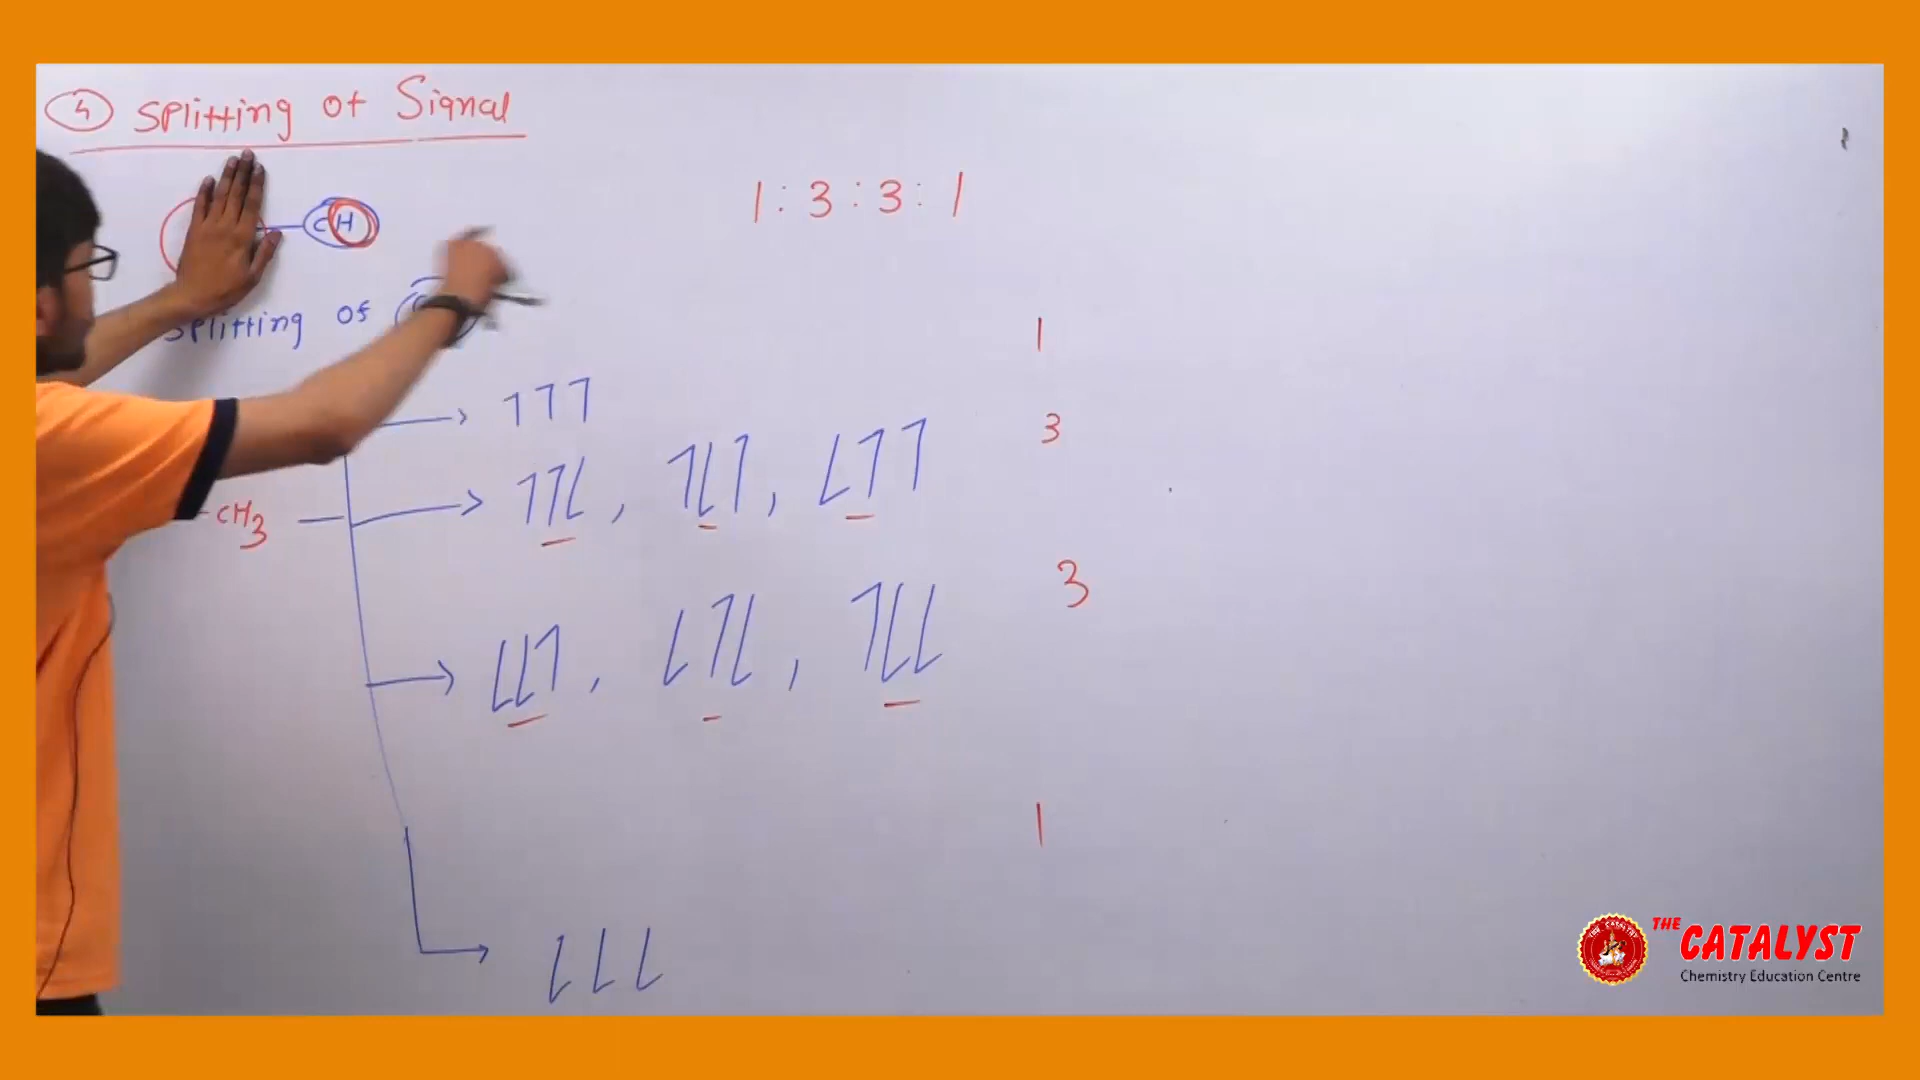 4 Splitting of Signal
1 : 3 : 3 : 1
CH
Splitting of
1
3
CH3
3
1
THE CATALYST
Chemistry Education Centre